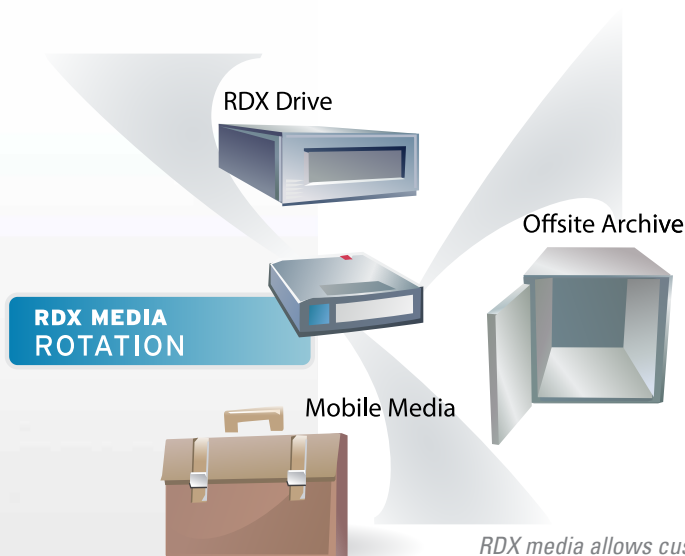 RDX Drive
Offsite Archive
RDX MEDIA
ROTATION
Mobile Media
RDX media allows